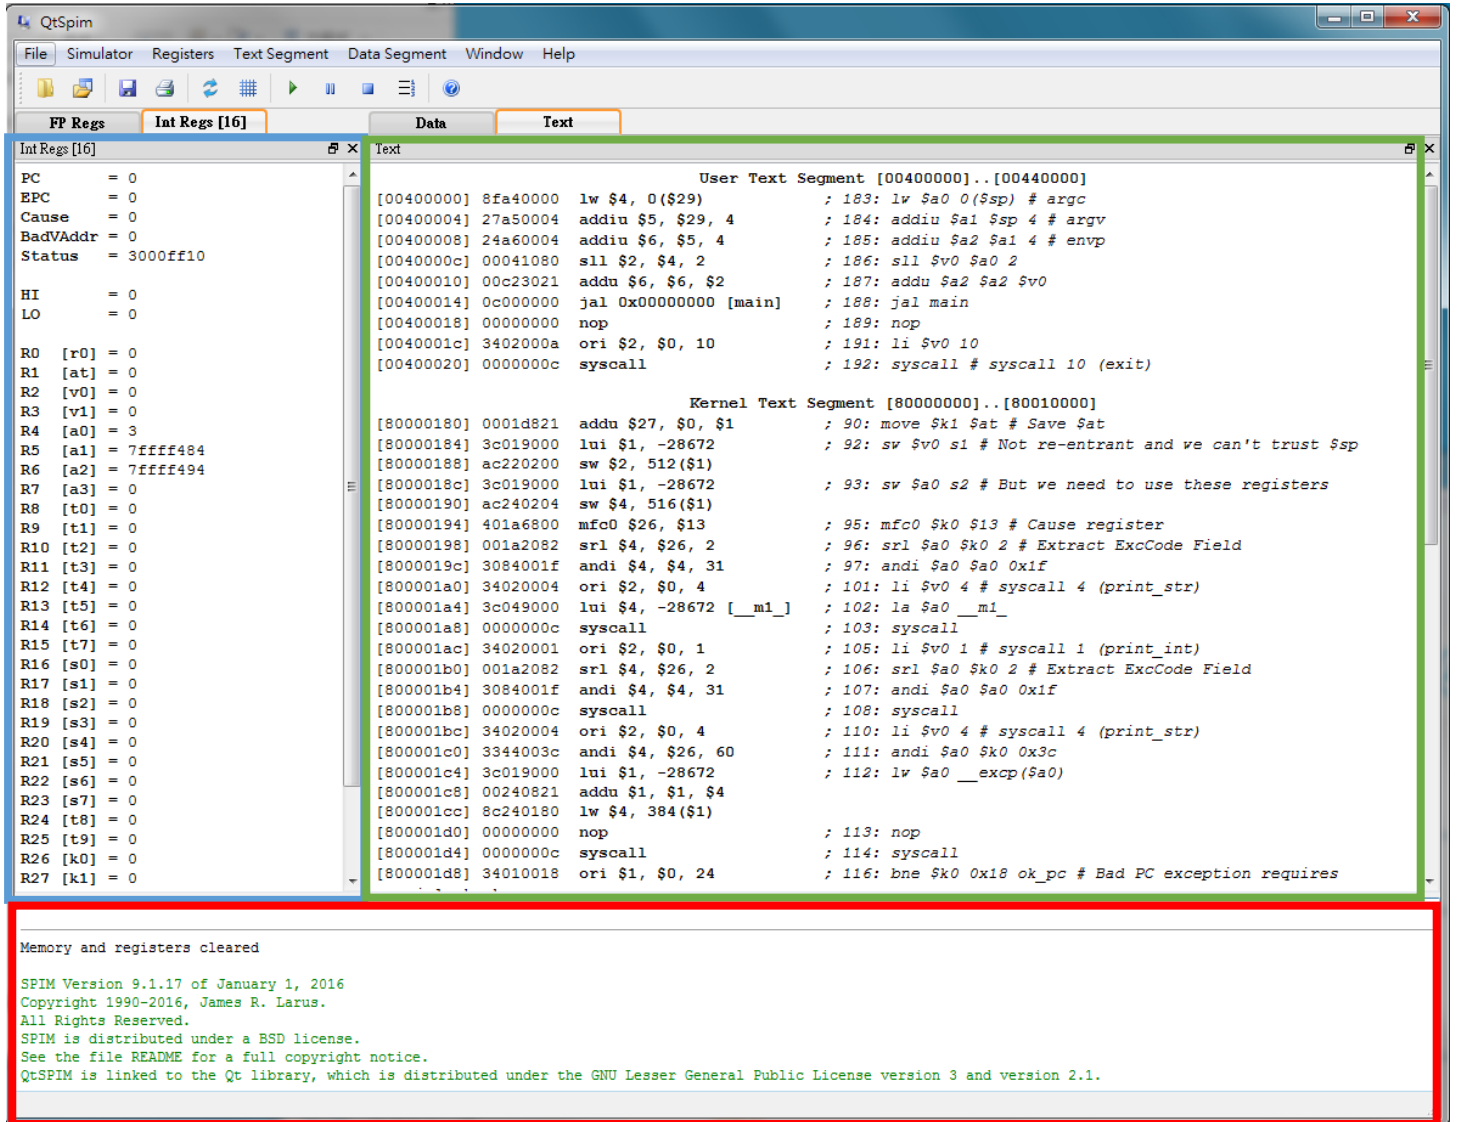 QtSpim
File Simulator Registers Text Segment Data Segment Window Help
FP Regs Int Regs [16] Data Text
Int Regs [16]
PC = 0
EPC = 0
Cause = 0
BadVAddr = 0
Status = 3000ff10
HI = 0
LO = 0
R0 [r0] = 0
R1 [at] = 0
R2 [v0] = 0
R3 [v1] = 0
R4 [a0] = 3
R5 [a1] = 7ffff484
R6 [a2] = 7ffff494
R7 [a3] = 0
R8 [t0] = 0
R9 [t1] = 0
R10 [t2] = 0
R11 [t3] = 0
R12 [t4] = 0
R13 [t5] = 0
R14 [t6] = 0
R15 [t7] = 0
R16 [s0] = 0
R17 [s1] = 0
R18 [s2] = 0
R19 [s3] = 0
R20 [s4] = 0
R21 [s5] = 0
R22 [s6] = 0
R23 [s7] = 0
R24 [t8] = 0
R25 [t9] = 0
R26 [k0] = 0
R27 [k1] = 0
Text
User Text Segment [00400000]..[00440000]
[00400000] 8fa40000 lw $4, 0($29) ; 183: lw $a0 0($sp) # argc
[00400004] 27a50004 addiu $5, $29, 4 ; 184: addiu $a1 $sp 4 # argv
[00400008] 24a60004 addiu $6, $5, 4 ; 185: addiu $a2 $a1 4 # envp
[0040000c] 00041080 sll $2, $4, 2 ; 186: sll $v0 $a0 2
[00400010] 00c23021 addu $6, $6, $2 ; 187: addu $a2 $a2 $v0
[00400014] 0c000000 jal 0x00000000 [main] ; 188: jal main
[00400018] 00000000 nop ; 189: nop
[0040001c] 3402000a ori $2, $0, 10 ; 191: li $v0 10
[00400020] 0000000c syscall ; 192: syscall # syscall 10 (exit)
Kernel Text Segment [80000000]..[80010000]
[80000180] 0001d821 addu $27, $0, $1 ; 90: move $k1 $at # Save $at
[80000184] 3c019000 lui $1, -28672 ; 92: sw $v0 s1 # Not re-entrant and we can't trust $sp
[80000188] ac220200 sw $2, 512($1)
[8000018c] 3c019000 lui $1, -28672 ; 93: sw $a0 s2 # But we need to use these registers
[80000190] ac240204 sw $4, 516($1)
[80000194] 401a6800 mfc0 $26, $13 ; 95: mfc0 $k0 $13 # Cause register
[80000198] 001a2082 srl $4, $26, 2 ; 96: srl $a0 $k0 2 # Extract ExcCode Field
[8000019c] 3084001f andi $4, $4, 31 ; 97: andi $a0 $a0 0x1f
[800001a0] 34020004 ori $2, $0, 4 ; 101: li $v0 4 # syscall 4 (print_str)
[800001a4] 3c049000 lui $4, -28672 [__m1_] ; 102: la $a0 __m1_
[800001a8] 0000000c syscall ; 103: syscall
[800001ac] 34020001 ori $2, $0, 1 ; 105: li $v0 1 # syscall 1 (print_int)
[800001b0] 001a2082 srl $4, $26, 2 ; 106: srl $a0 $k0 2 # Extract ExcCode Field
[800001b4] 3084001f andi $4, $4, 31 ; 107: andi $a0 $a0 0x1f
[800001b8] 0000000c syscall ; 108: syscall
[800001bc] 34020004 ori $2, $0, 4 ; 110: li $v0 4 # syscall 4 (print_str)
[800001c0] 3344003c andi $4, $26, 60 ; 111: andi $a0 $k0 0x3c
[800001c4] 3c019000 lui $1, -28672 ; 112: lw $a0 __excp($a0)
[800001c8] 00240821 addu $1, $1, $4
[800001cc] 8c240180 lw $4, 384($1)
[800001d0] 00000000 nop ; 113: nop
[800001d4] 0000000c syscall ; 114: syscall
[800001d8] 34010018 ori $1, $0, 24 ; 116: bne $k0 0x18 ok_pc # Bad PC exception requires
Memory and registers cleared
SPIM Version 9.1.17 of January 1, 2016
Copyright 1990-2016, James R. Larus.
All Rights Reserved.
SPIM is distributed under a BSD license.
See the file README for a full copyright notice.
QtSPIM is linked to the Qt library, which is distributed under the GNU Lesser General Public License version 3 and version 2.1.